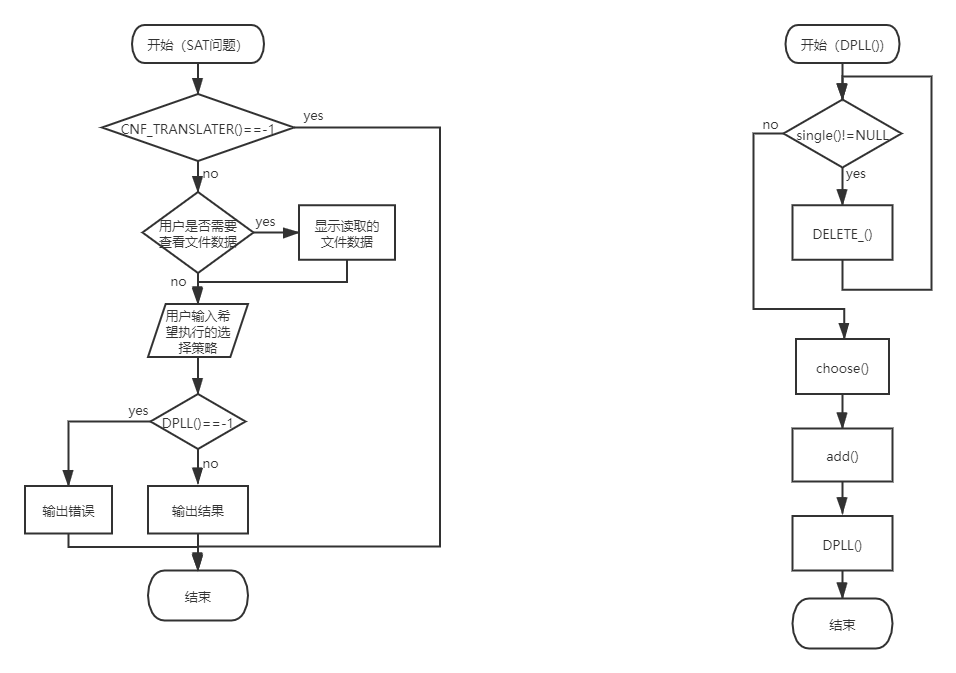 开始（SAT问题）
CNF_TRANSLATER()==-1
yes
no
用户是否需要
查看文件数据
yes
显示读取的
文件数据
no
用户输入希
望执行的选
择策略
DPLL()==-1
yes
no
输出错误
输出结果
结束
开始（DPLL())
single()!=NULL
no
yes
DELETE_()
choose()
add()
DPLL()
结束